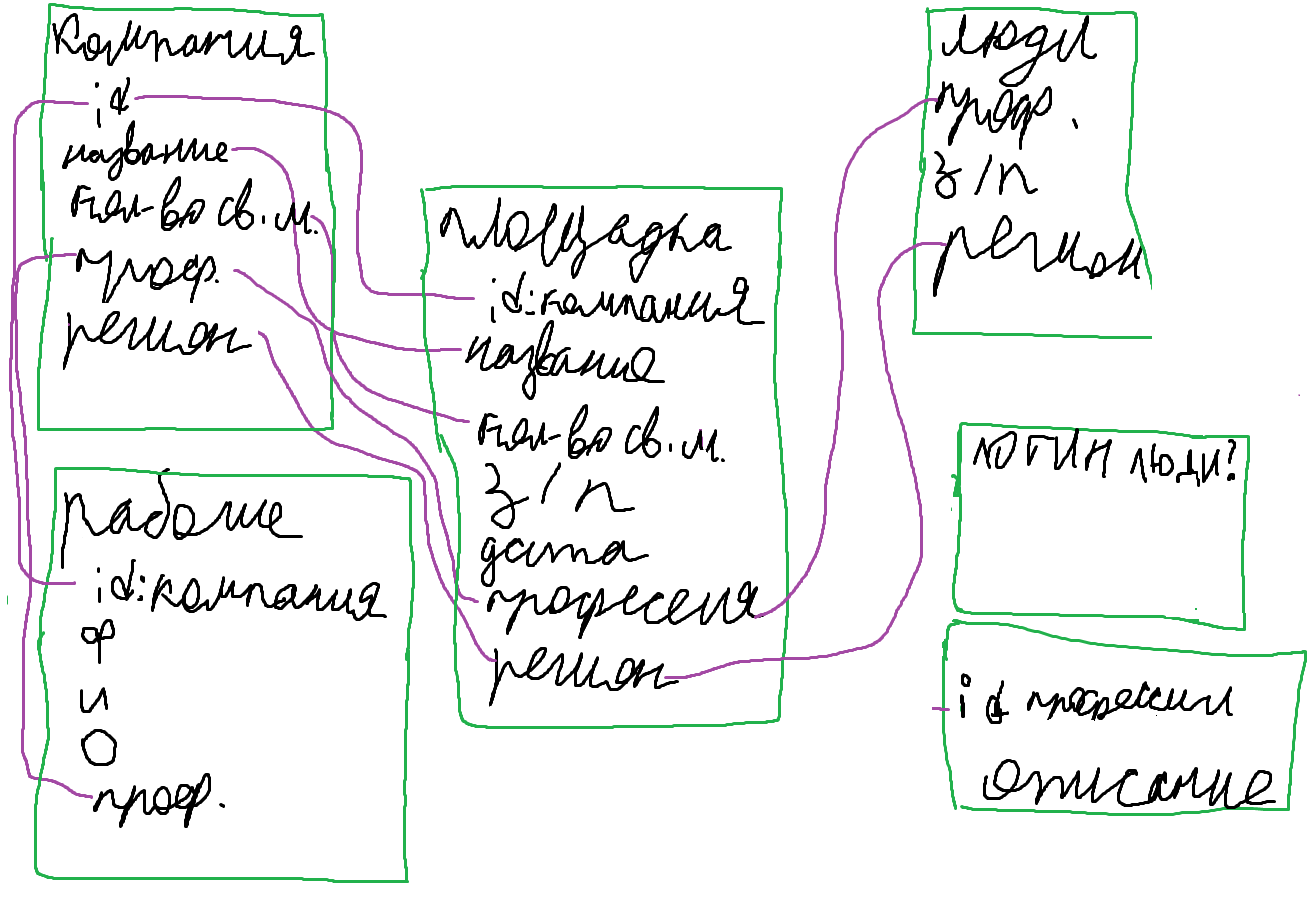 компания
id
название
кол-во св.м.
проф.
регион
рабочие
id:компания
Ф
И
О
проф.
площадка
id:компания
название
кол-во св.м.
з/п
дата
профессия
регион
люди
проф.
з/п
регион
логин люди?
id профессии
описание